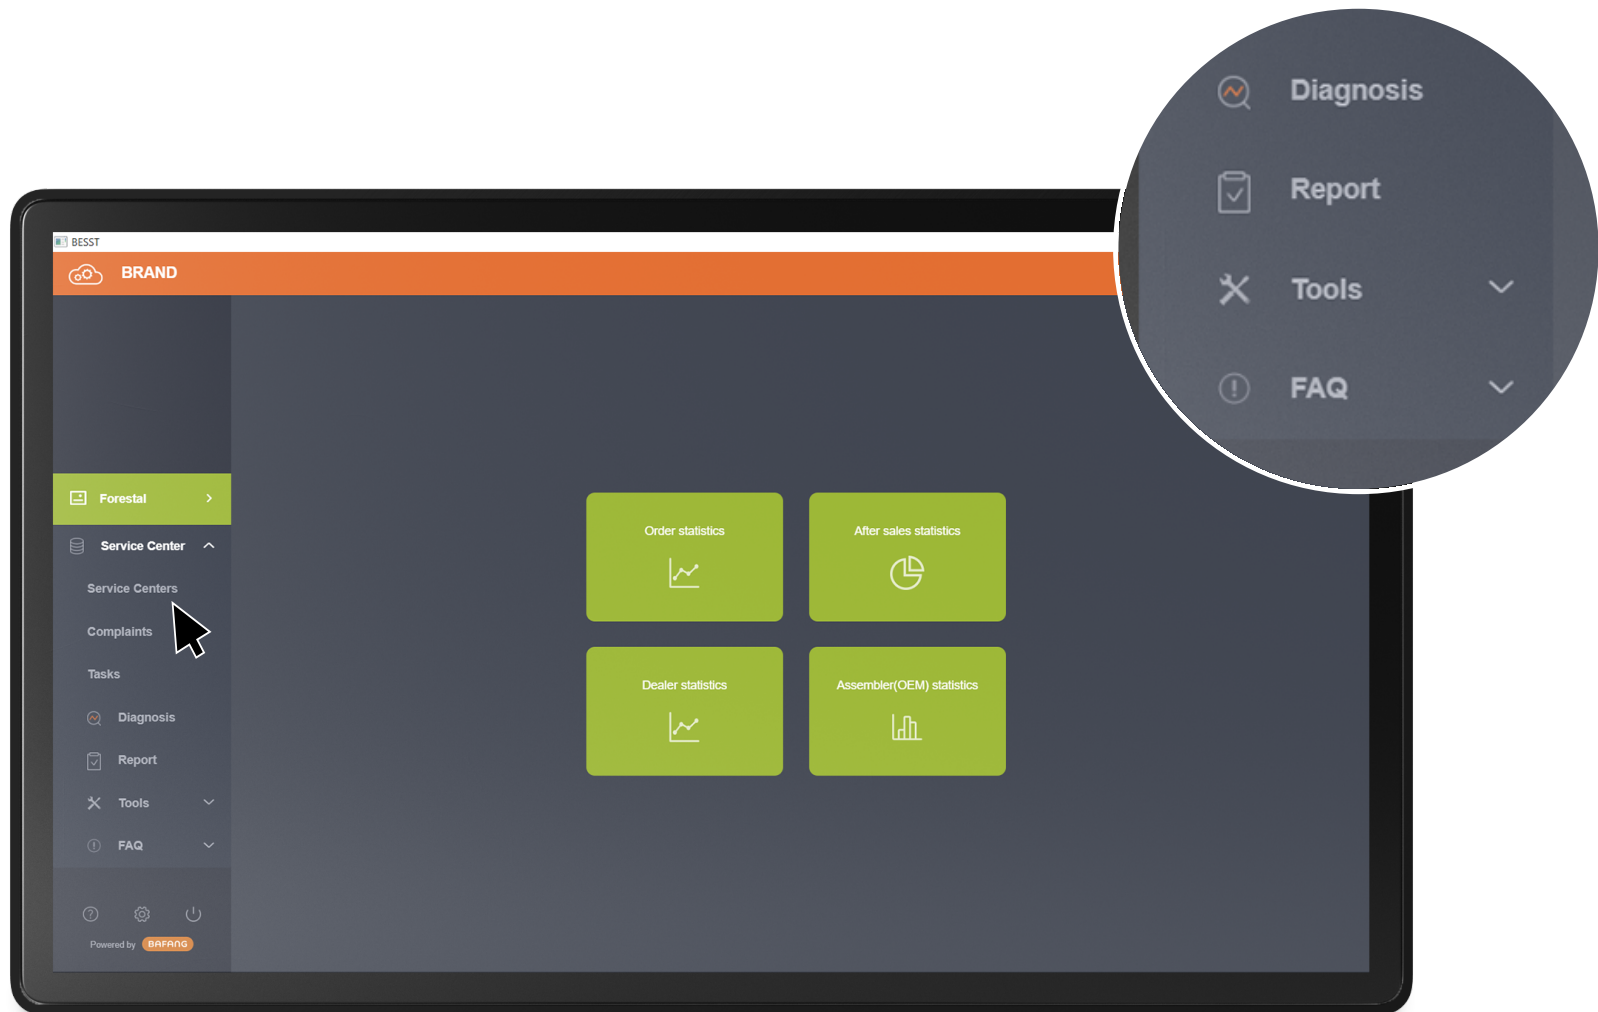 BESST
BRAND
Forestal
Service Center
Service Centers
Complaints
Tasks
Diagnosis
Report
Tools
FAQ
Powered by BAFANG
Order statistics
After sales statistics
Dealer statistics
Assembler(OEM) statistics
Diagnosis
Report
Tools
FAQ